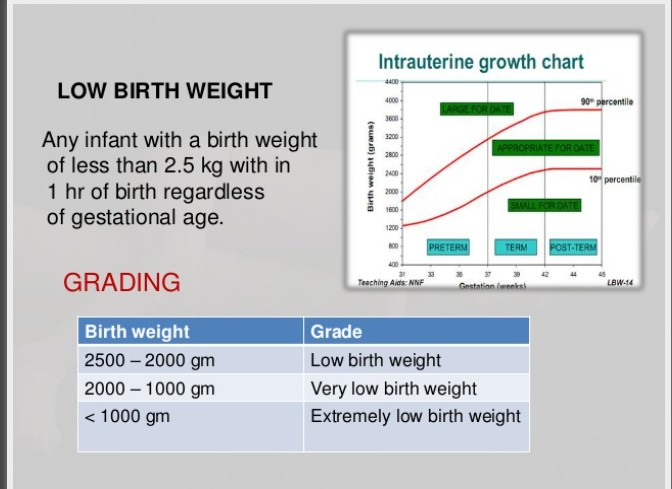 LOW BIRTH WEIGHT
Any infant with a birth weight
of less than 2.5 kg with in
1 hr of birth regardless
of gestational age.
Intrauterine growth chart
4400
4000
3600
3200
2800
2400
2000
1600
1200
800
400
Birth weight (grams)
90th percentile
LARGE FOR DATE
APPROPRIATE FOR DATE
10th percentile
SMALL FOR DATE
PRETERM TERM POST-TERM
31 33 35 37 39 42 44 45
Gestation (weeks)
Teaching Aids: NNF
LBW-14
GRADING
Birth weight Grade
2500 – 2000 gm Low birth weight
2000 – 1000 gm Very low birth weight
< 1000 gm Extremely low birth weight